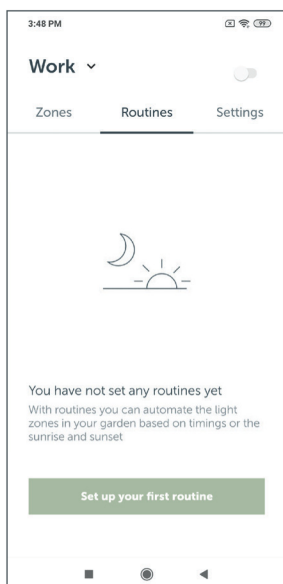 3:48 PM
99
Work
Zones Routines Settings
You have not set any routines yet
With routines you can automate the light
zones in your garden based on timings or the
sunrise and sunset
Set up your first routine